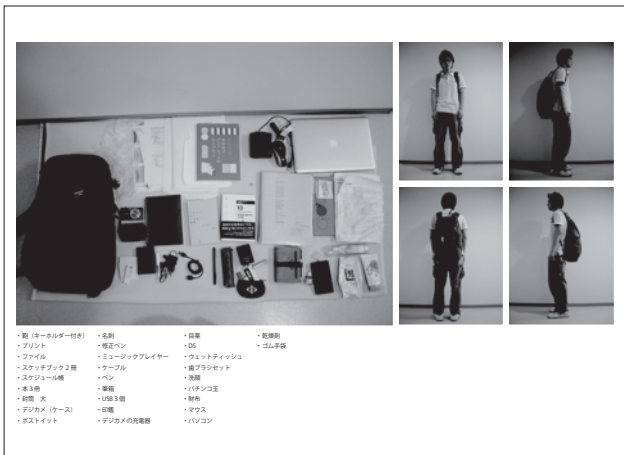 ・鞄（キーホルダー付き）
・プリント
・ファイル
・スケッチブック 2 冊
・スケジュール帳
・本 3 冊
・封筒　大
・デジカメ（ケース）
・ポストイット
・名刺
・修正ペン
・ミュージックプレイヤー
・ケーブル
・ペン
・筆箱
・USB 3 個
・印鑑
・デジカメの充電器
・目薬
・DS
・ウェットティッシュ
・歯ブラシセット
・洗顔
・パチンコ玉
・財布
・マウス
・パソコン
・乾燥剤
・ゴム手袋